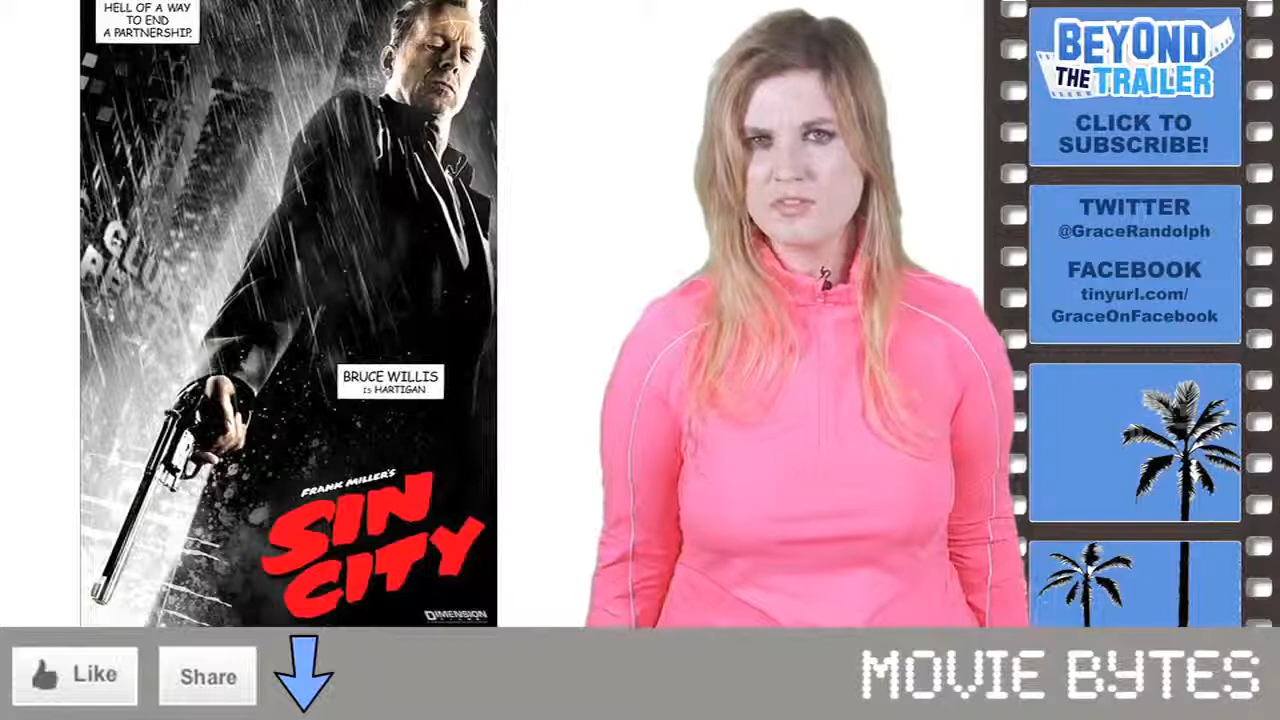 HELL OF A WAY
TO END
A PARTNERSHIP.
BRUCE WILLIS
IS HARTIGAN
FRANK MILLER'S
SIN
CITY
DIMENSION
BEYOND
THE TRAILER
CLICK TO
SUBSCRIBE!
TWITTER
@GraceRandolph
FACEBOOK
tinyurl.com/
GraceOnFacebook
Like
Share
MOVIE BYTES